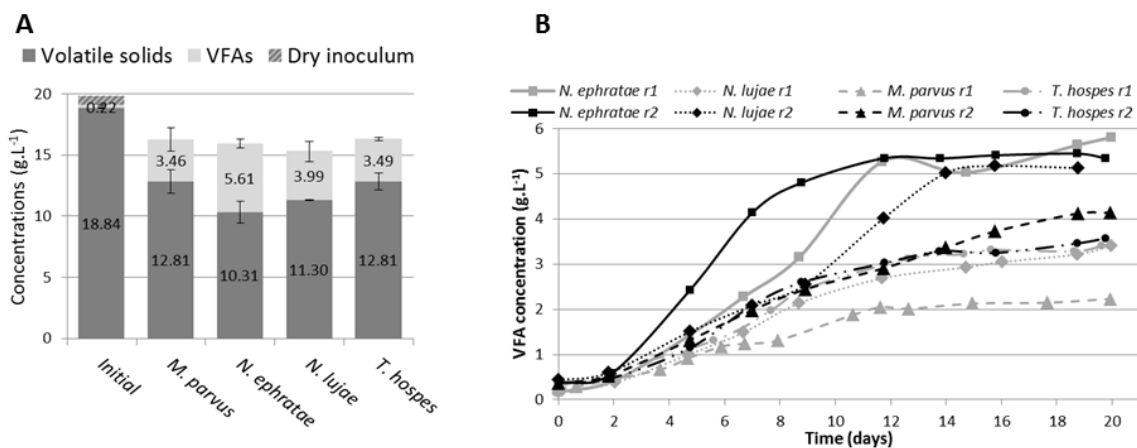 A
Volatile solids VFAs Dry inoculum
Concentrations (g.L⁻¹)
20
15
10
5
0
0.22
18.84
3.46
12.81
5.61
10.31
3.99
11.30
3.49
12.81
Initial
M. parvus
N. ephratae
N. lujae
T. hospes
B
N. ephratae r1 N. lujae r1 M. parvus r1 T. hospes r1
N. ephratae r2 N. lujae r2 M. parvus r2 T. hospes r2
VFA concentration (g.L⁻¹)
6
5
4
3
2
1
0
0 2 4 6 8 10 12 14 16 18 20
Time (days)